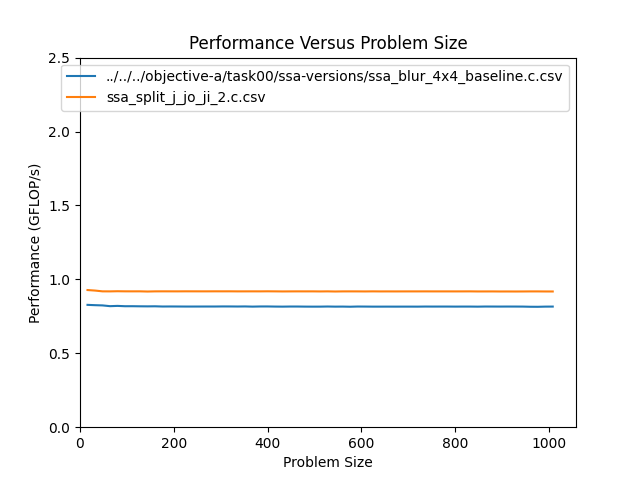 Performance Versus Problem Size
2.5
../../../objective-a/task00/ssa-versions/ssa_blur_4x4_baseline.c.csv
ssa_split_j_jo_ji_2.c.csv
2.0
1.5
1.0
0.5
0.0
Performance (GFLOP/s)
0 200 400 600 800 1000
Problem Size